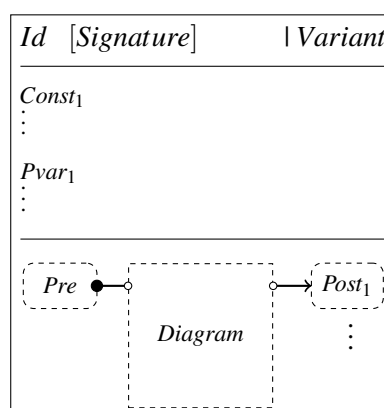 Id [Signature] | Variant
Const₁
⋮
Pvar₁
⋮
Pre Diagram Post₁
⋮